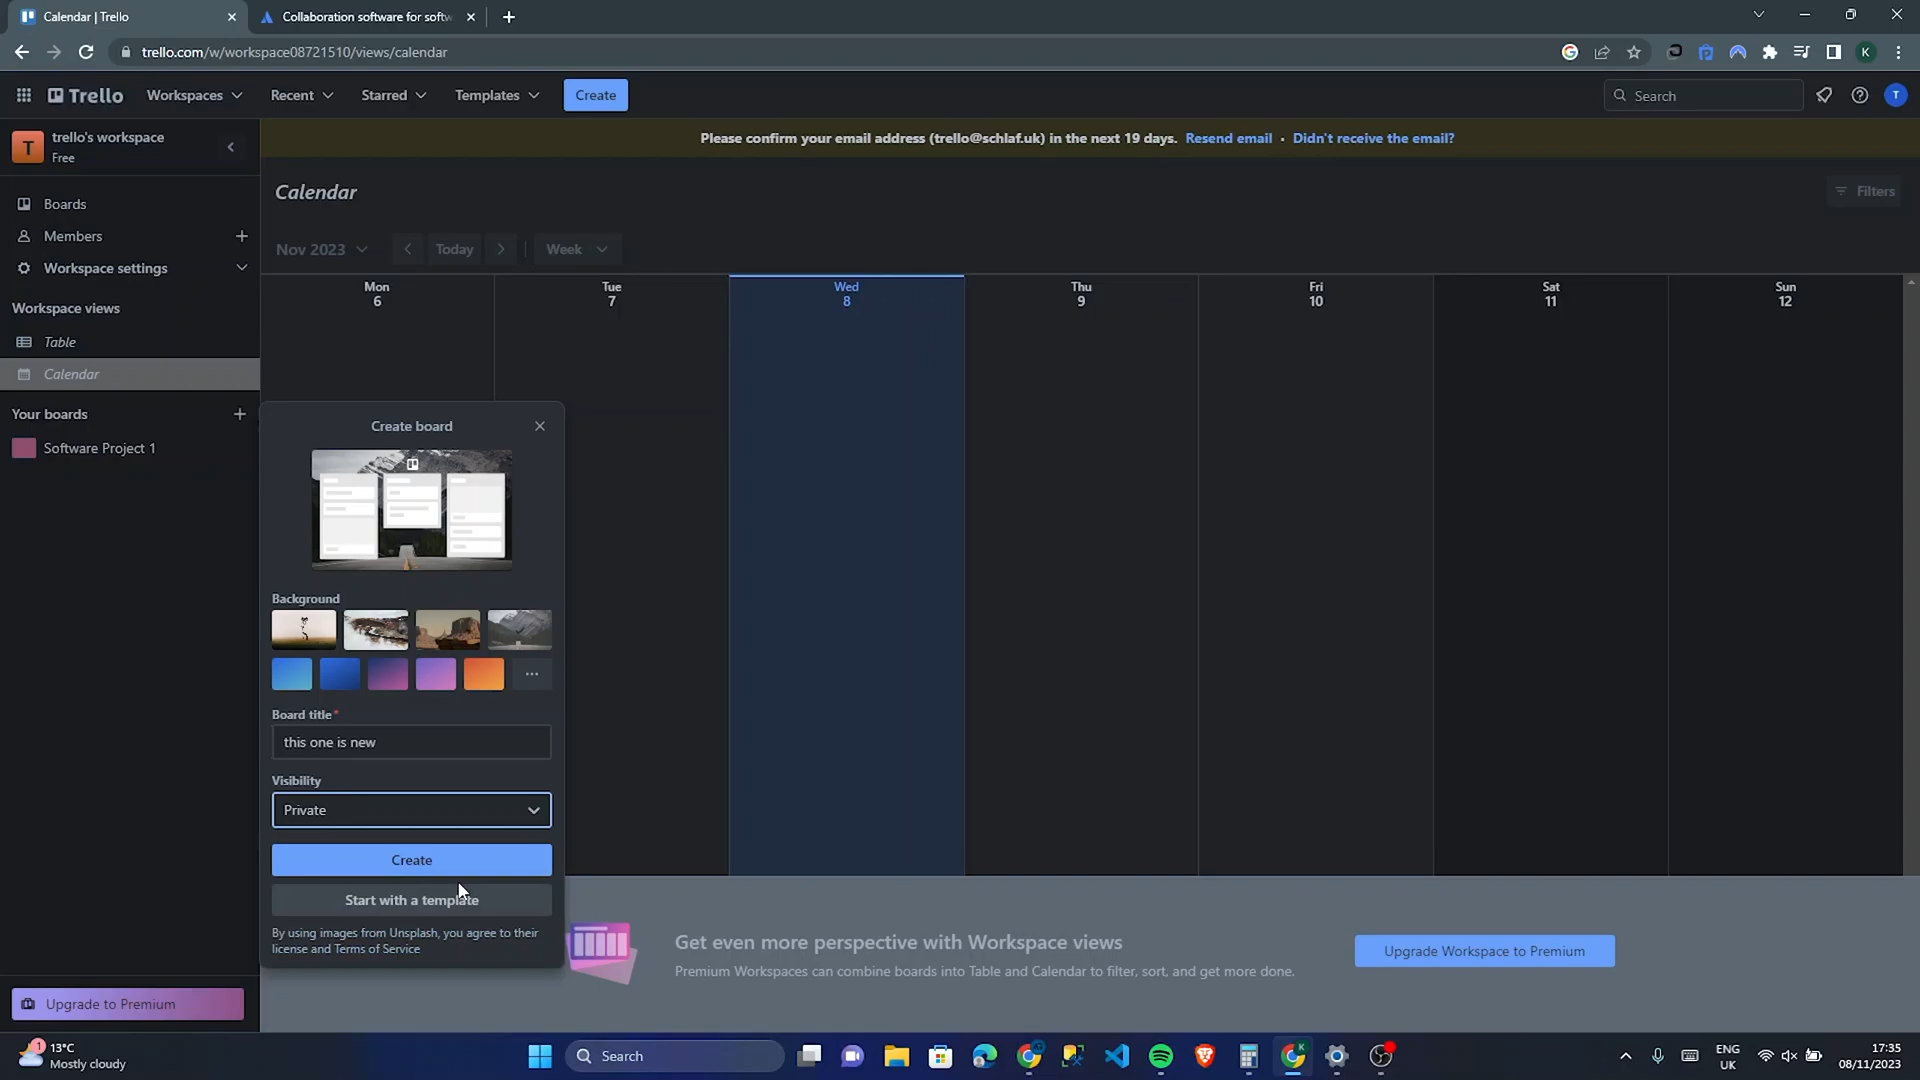 Calendar | Trello
Collaboration software for softw
trello.com/w/workspace08721510/views/calendar
K
Trello
Workspaces
Recent
Starred
Templates
Create
Search
T
T
trello's workspace
Free
Please confirm your email address (trello@schlaf.uk) in the next 19 days. Resend email • Didn't receive the email?
Boards
Members
Workspace settings
Workspace views
Table
Calendar
Your boards
Software Project 1
Upgrade to Premium
Calendar
Filters
Nov 2023
Today
Week
Mon
6
Tue
7
Wed
8
Thu
9
Fri
10
Sat
11
Sun
12
Create board
Background
Board title*
this one is new
Visibility
Private
Create
Start with a template
By using images from Unsplash, you agree to their
license and Terms of Service
Get even more perspective with Workspace views
Premium Workspaces can combine boards into Table and Calendar to filter, sort, and get more done.
Upgrade Workspace to Premium
1
13°C
Mostly cloudy
Search
K
ENG
UK
17:35
08/11/2023